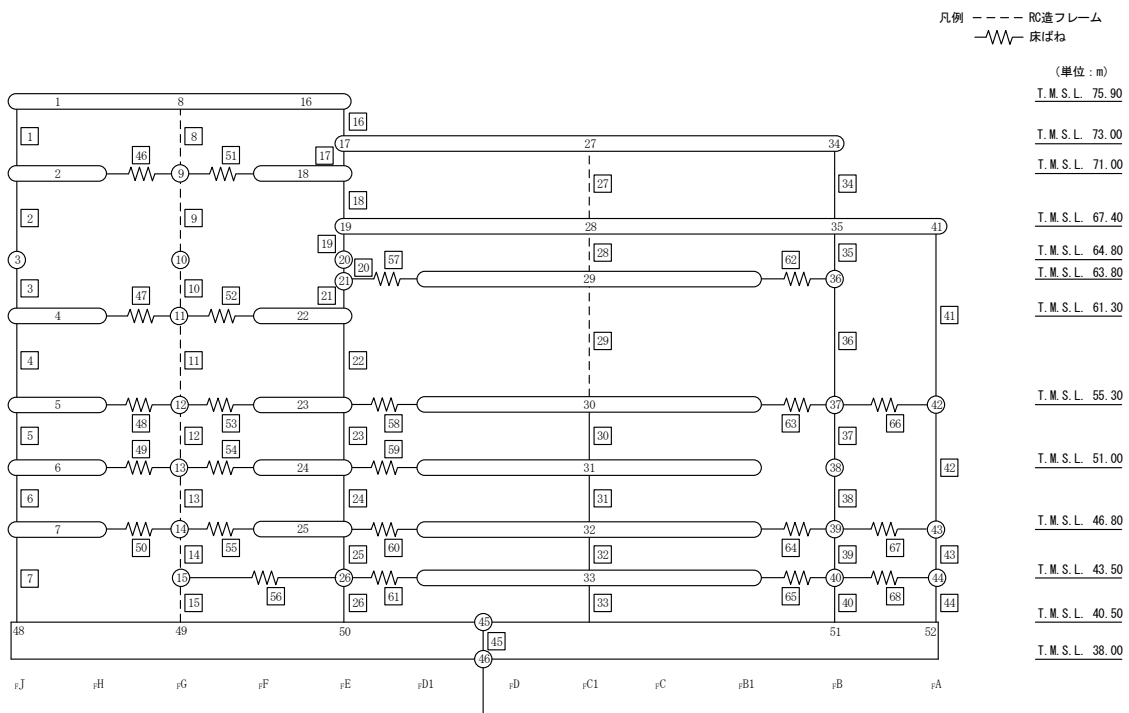 凡例 RC造フレーム
床ばね
(単位:m)
T.M.S.L. 75.90
1 8 16
1 8 16
T.M.S.L. 73.00
17 27 34
46 51 17
T.M.S.L. 71.00
2 9 18
27 34
2 9 18
T.M.S.L. 67.40
19 28 35 41
19 57 28 62 35
T.M.S.L. 64.80
3 10 20
20
T.M.S.L. 63.80
21 29 36
3 47 10 52 21
T.M.S.L. 61.30
4 11 22
41
29 36
4 11 22
T.M.S.L. 55.30
5 12 23 30 37 42
48 53 58 63 66
5 12 23 30 37
49 54 59
T.M.S.L. 51.00
6 13 24 31 38
42
6 13 24 31 38
T.M.S.L. 46.80
7 14 25 32 39 43
50 55 60 64 67
14 25 32 39 43
T.M.S.L. 43.50
7 15 26 33 40 44
56 61 65 68
15 26 33 40 44
T.M.S.L. 40.50
48 49 50 45 51 52
45
T.M.S.L. 38.00
46
FJ FH FG FF FE FD1 FD FC1 FC FB1 FB FA